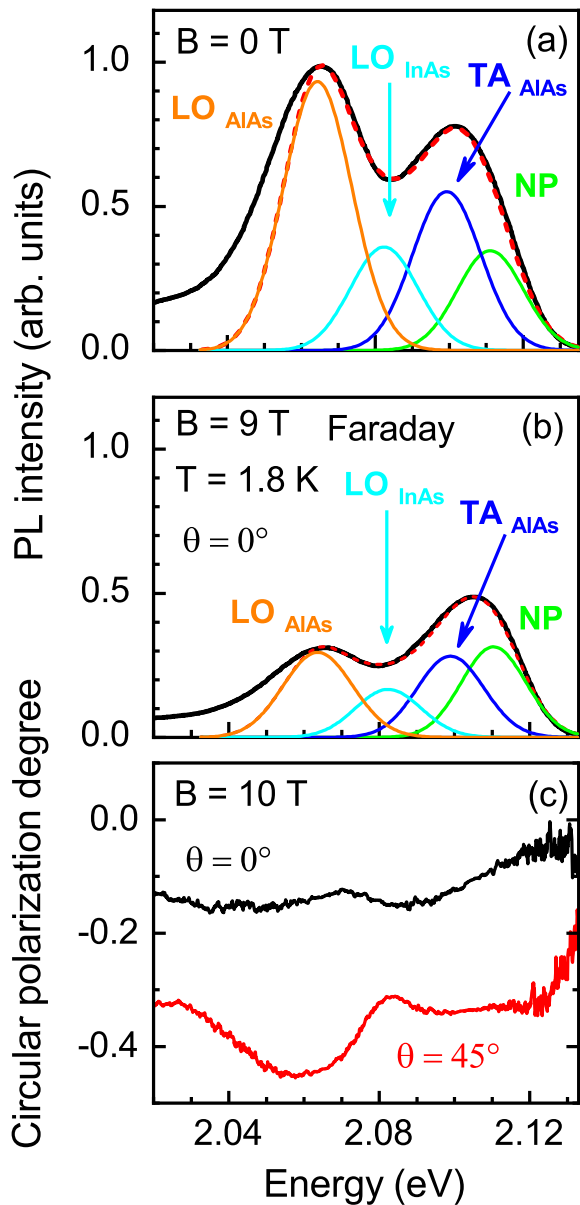 B = 0 T
(a)
LO InAs
TA AlAs
LO AlAs
NP
1.0
0.5
0.0
PL intensity (arb. units)
B = 9 T
Faraday
(b)
T = 1.8 K
θ = 0°
LO InAs
TA AlAs
LO AlAs
NP
1.0
0.5
0.0
B = 10 T
(c)
θ = 0°
θ = 45°
0.0
-0.2
-0.4
Circular polarization degree
2.04
2.08
2.12
Energy (eV)